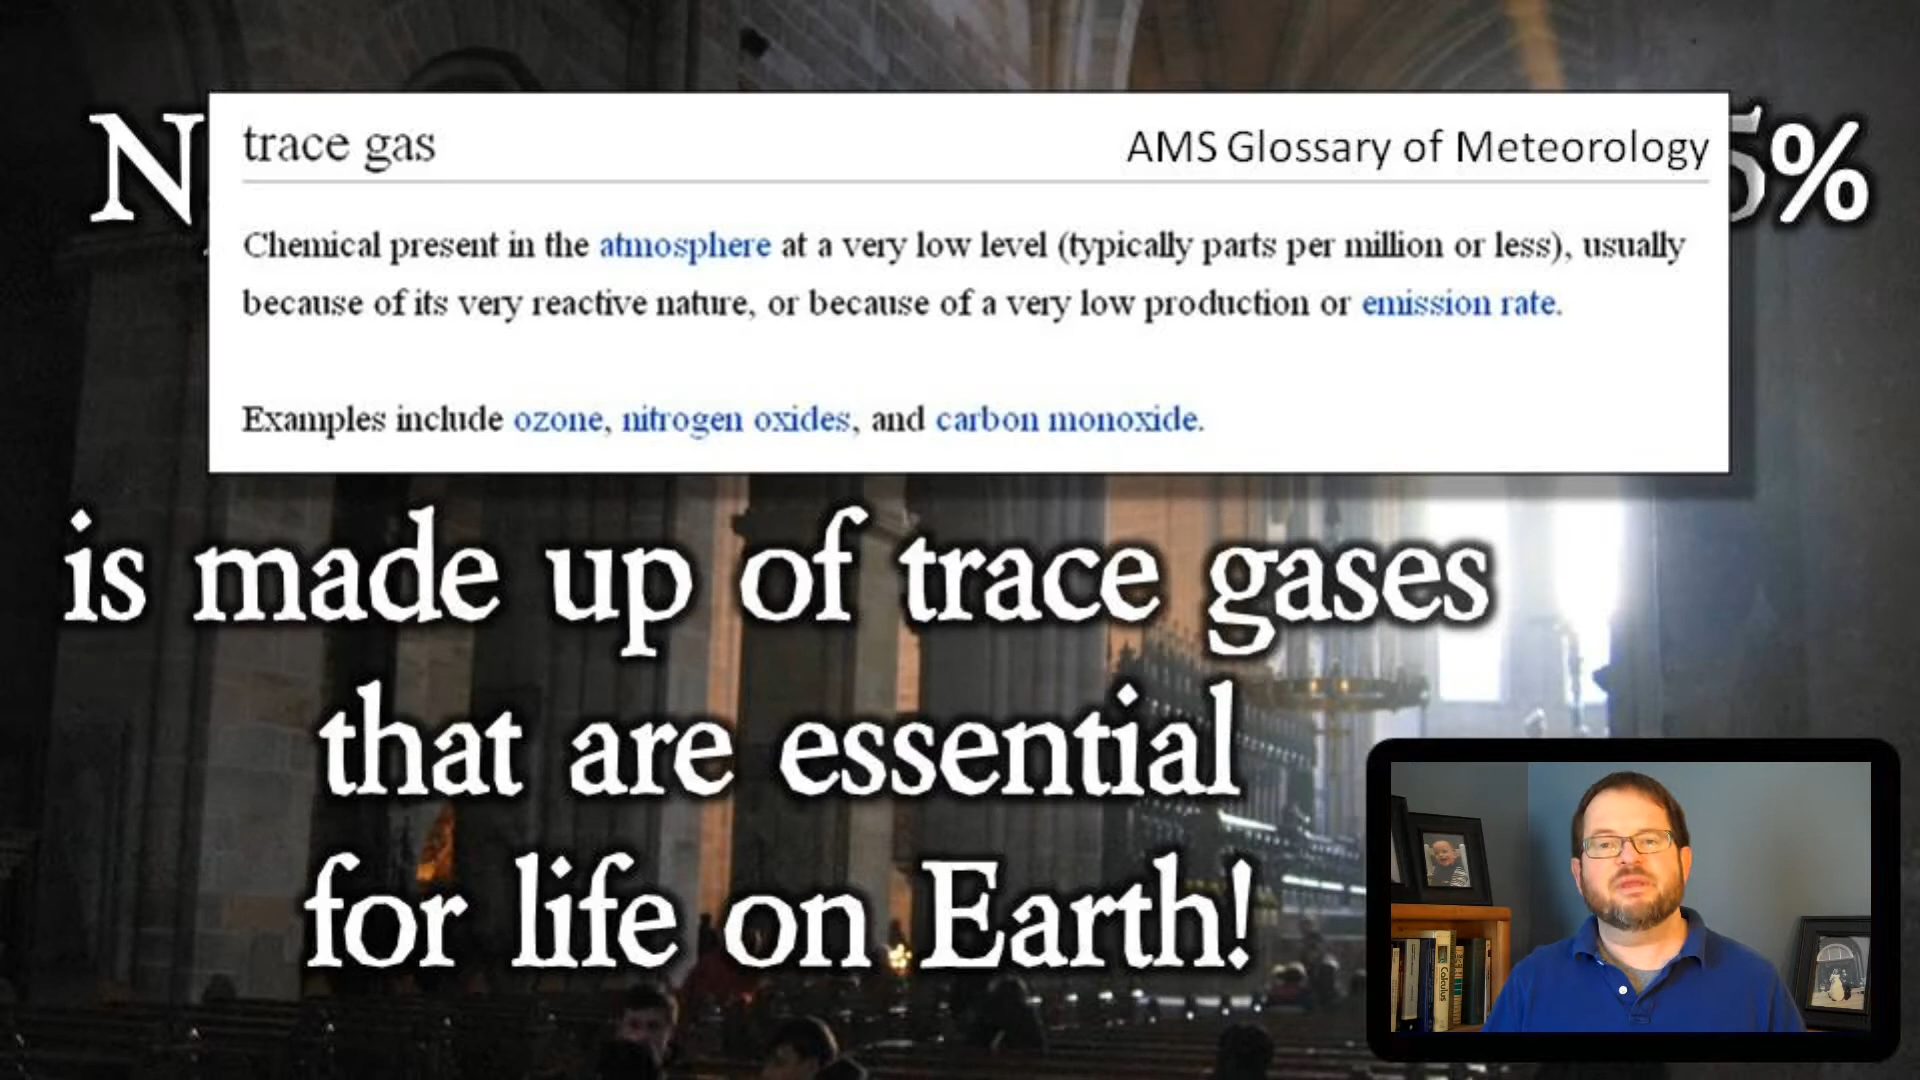 N 5%
trace gas AMS Glossary of Meteorology
Chemical present in the atmosphere at a very low level (typically parts per million or less), usually
because of its very reactive nature, or because of a very low production or emission rate.
Examples include ozone, nitrogen oxides, and carbon monoxide.
is made up of trace gases
that are essential
for life on Earth!
Calculus